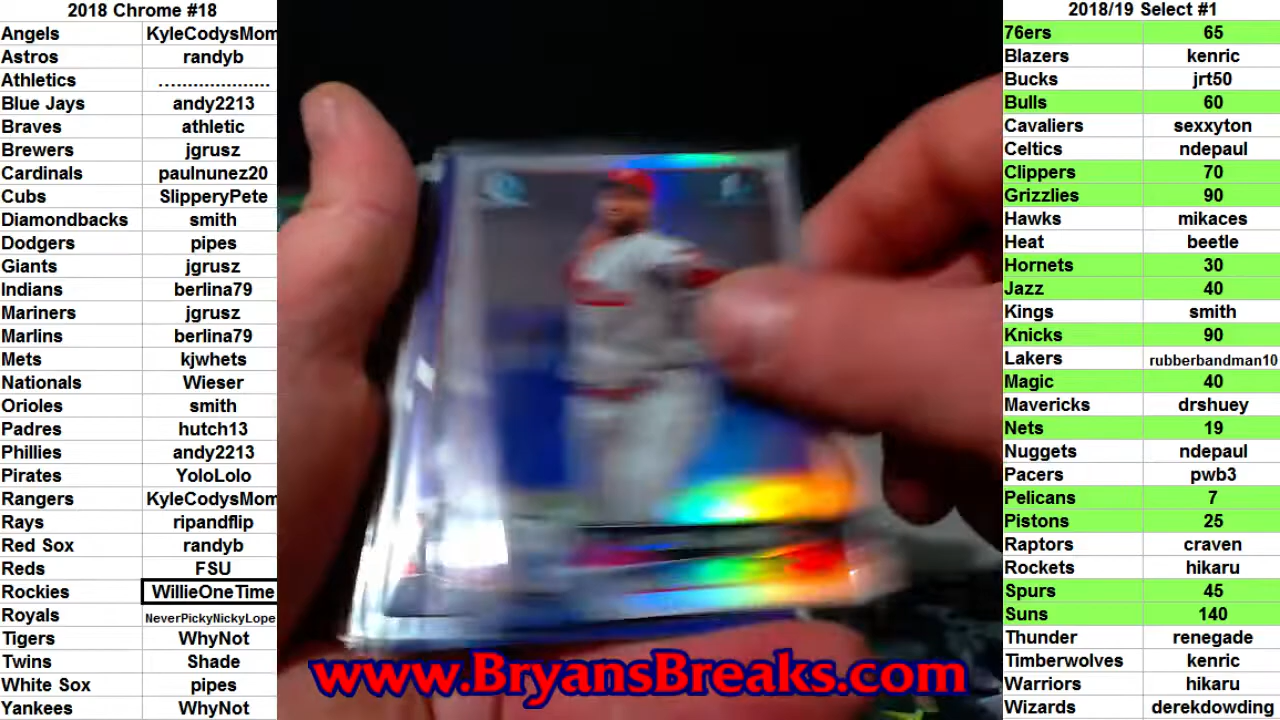 2018 Chrome #18
Angels KyleCodysMom
Astros randyb
Athletics ....................
Blue Jays andy2213
Braves athletic
Brewers jgrusz
Cardinals paulnunez20
Cubs SlipperyPete
Diamondbacks smith
Dodgers pipes
Giants jgrusz
Indians berlina79
Mariners jgrusz
Marlins berlina79
Mets kjwhets
Nationals Wieser
Orioles smith
Padres hutch13
Phillies andy2213
Pirates YoloLolo
Rangers KyleCodysMom
Rays ripandflip
Red Sox randyb
Reds FSU
Rockies WillieOneTime
Royals NeverPickyNickyLope
Tigers WhyNot
Twins Shade
White Sox pipes
Yankees WhyNot
www.BryansBreaks.com
2018/19 Select #1
76ers 65
Blazers kenric
Bucks jrt50
Bulls 60
Cavaliers sexxyton
Celtics ndepaul
Clippers 70
Grizzlies 90
Hawks mikaces
Heat beetle
Hornets 30
Jazz 40
Kings smith
Knicks 90
Lakers rubberbandman10
Magic 40
Mavericks drshuey
Nets 19
Nuggets ndepaul
Pacers pwb3
Pelicans 7
Pistons 25
Raptors craven
Rockets hikaru
Spurs 45
Suns 140
Thunder renegade
Timberwolves kenric
Warriors hikaru
Wizards derekdowding